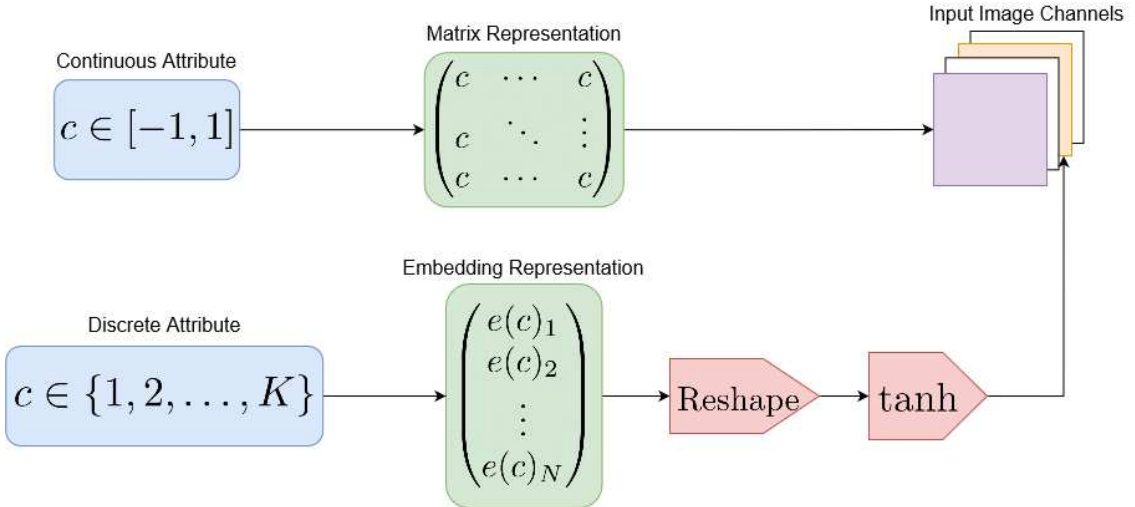 Input Image Channels
Matrix Representation
Continuous Attribute
c ∈ [−1, 1]
c ⋯ c
c ⋱ ⋮
c ⋯ c
Embedding Representation
Discrete Attribute
c ∈ {1, 2, . . . , K}
e(c)₁
e(c)₂
⋮
e(c)_N
Reshape
tanh